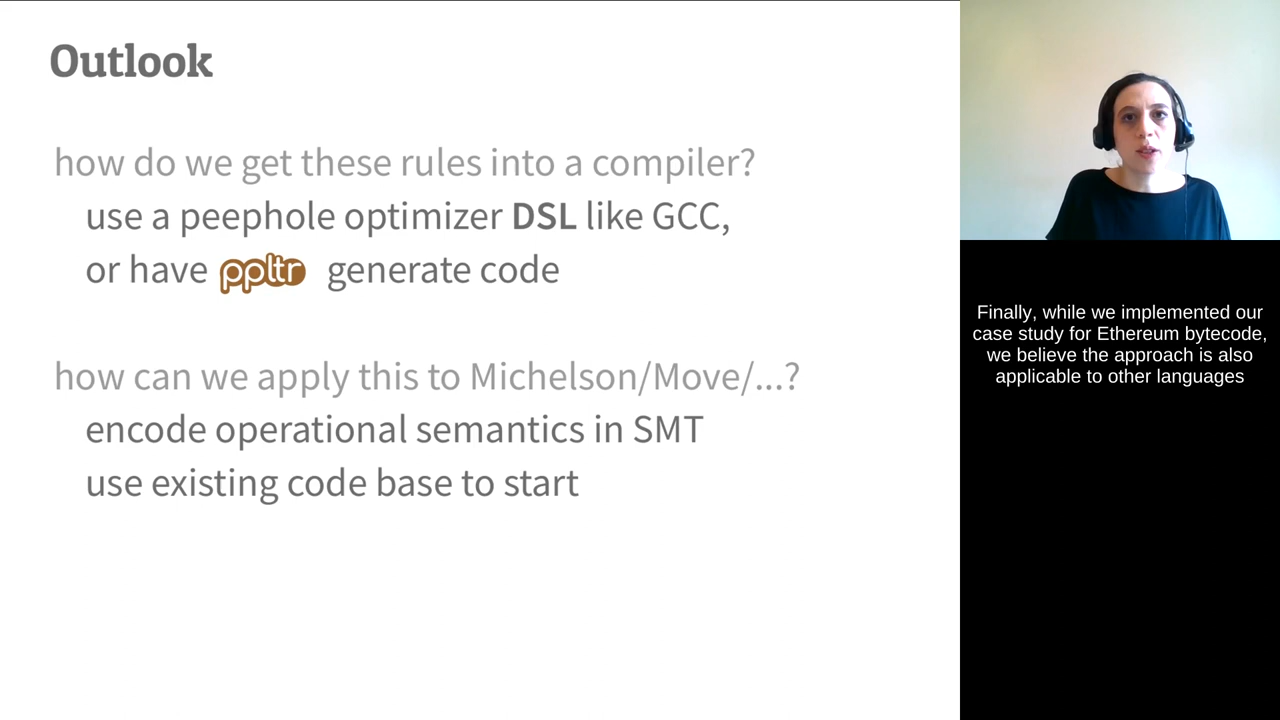 Outlook
how do we get these rules into a compiler?
use a peephole optimizer DSL like GCC,
or have ppltr generate code
how can we apply this to Michelson/Move/...?
encode operational semantics in SMT
use existing code base to start
Finally, while we implemented our
case study for Ethereum bytecode,
we believe the approach is also
applicable to other languages